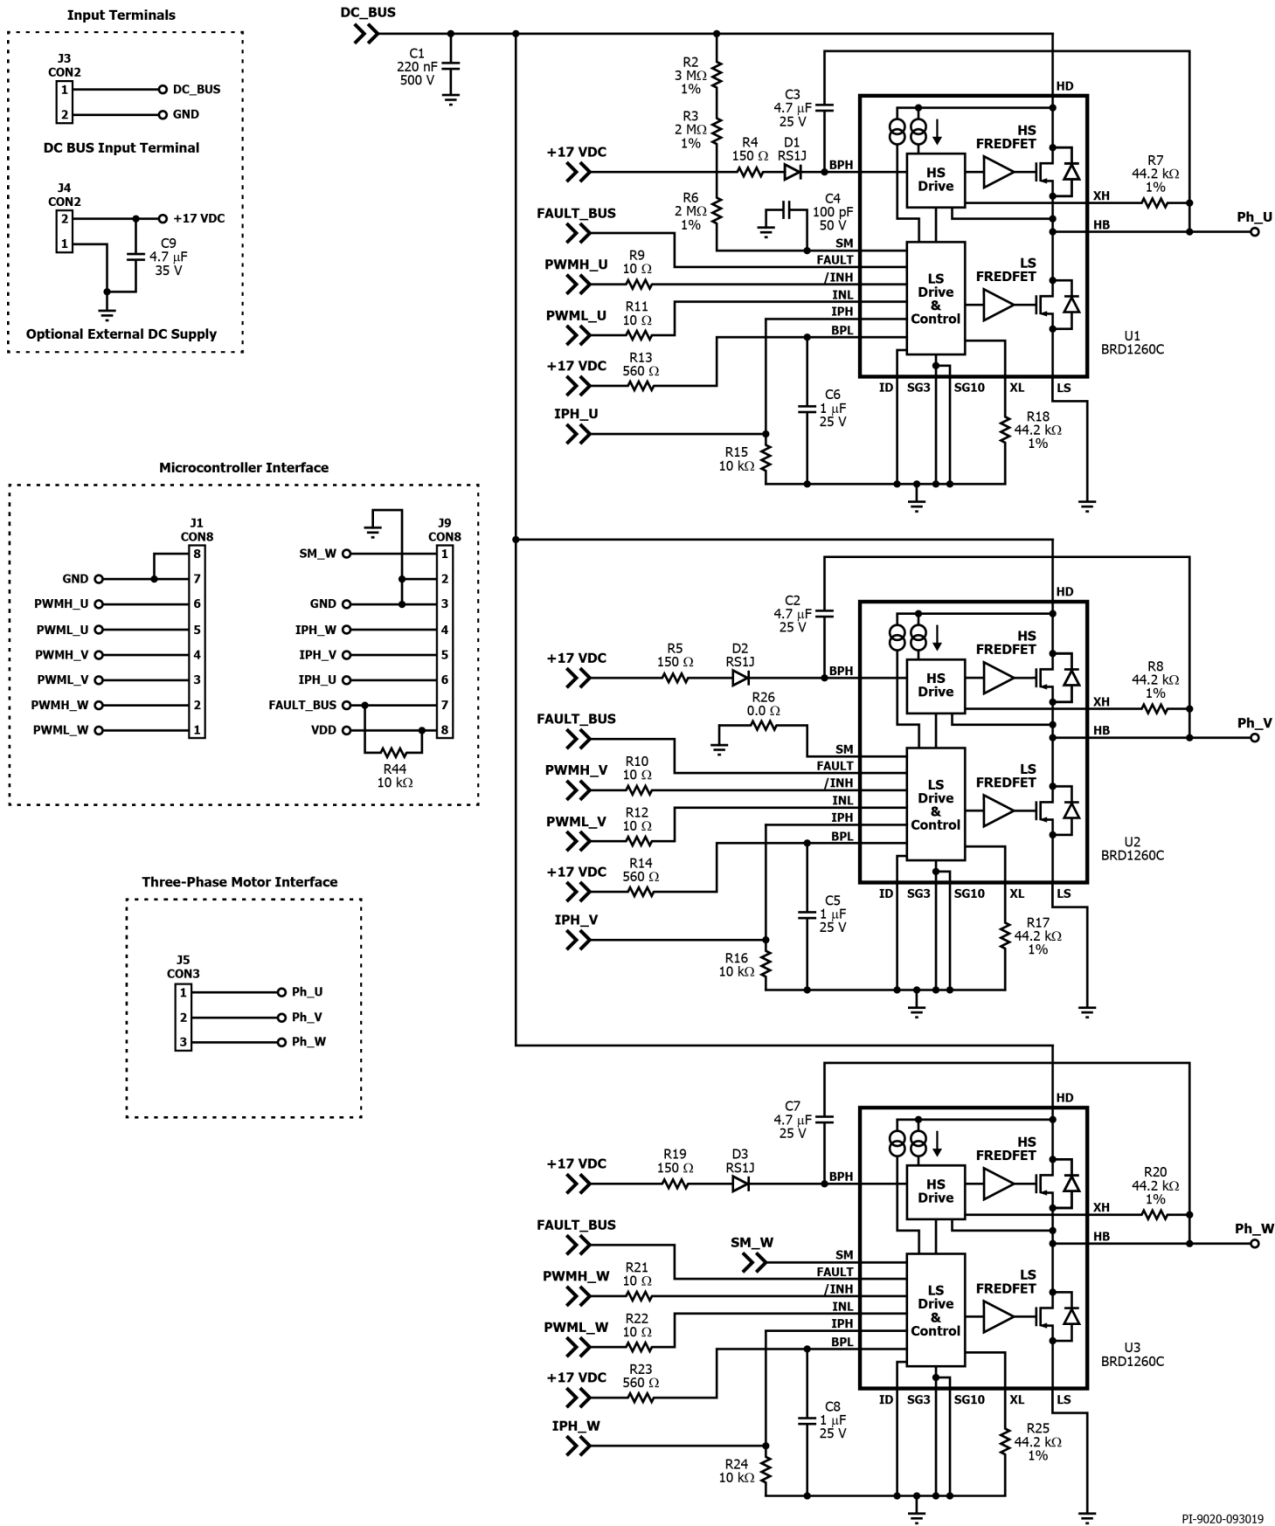 Input Terminals
J3
CON2
1
DC_BUS
2
GND
DC BUS Input Terminal
J4
CON2
2
+17 VDC
1
C9
4.7 μF
35 V
Optional External DC Supply
Microcontroller Interface
J1
CON8
8
GND
7
PWMH_U
6
PWML_U
5
PWMH_V
4
PWML_V
3
PWMH_W
2
PWML_W
1
J9
CON8
SM_W
1
2
GND
3
IPH_W
4
IPH_V
5
IPH_U
6
FAULT_BUS
7
VDD
8
R44
10 kΩ
Three-Phase Motor Interface
J5
CON3
1
Ph_U
2
Ph_V
3
Ph_W
DC_BUS
C1
220 nF
500 V
R2
3 MΩ
1%
R3
2 MΩ
1%
R6
2 MΩ
1%
C3
4.7 μF
25 V
+17 VDC
R4
150 Ω
D1
RS1J
BPH
C4
100 pF
50 V
FAULT_BUS
SM
FAULT
PWMH_U
R9
10 Ω
/INH
PWML_U
R11
10 Ω
INL
IPH
BPL
+17 VDC
R13
560 Ω
IPH_U
R15
10 kΩ
C6
1 μF
25 V
HD
HS
FREDFET
HS
Drive
XH
HB
R7
44.2 kΩ
1%
Ph_U
LS
FREDFET
LS
Drive
&
Control
U1
BRD1260C
ID
SG3
SG10
XL
LS
R18
44.2 kΩ
1%
C2
4.7 μF
25 V
+17 VDC
R5
150 Ω
D2
RS1J
BPH
R26
0.0 Ω
FAULT_BUS
SM
FAULT
PWMH_V
R10
10 Ω
/INH
PWML_V
R12
10 Ω
INL
IPH
BPL
+17 VDC
R14
560 Ω
IPH_V
R16
10 kΩ
C5
1 μF
25 V
HD
HS
FREDFET
HS
Drive
XH
HB
R8
44.2 kΩ
1%
Ph_V
LS
FREDFET
LS
Drive
&
Control
U2
BRD1260C
ID
SG3
SG10
XL
LS
R17
44.2 kΩ
1%
C7
4.7 μF
25 V
+17 VDC
R19
150 Ω
D3
RS1J
BPH
FAULT_BUS
SM_W
SM
FAULT
PWMH_W
R21
10 Ω
/INH
PWML_W
R22
10 Ω
INL
IPH
BPL
+17 VDC
R23
560 Ω
IPH_W
R24
10 kΩ
C8
1 μF
25 V
HD
HS
FREDFET
HS
Drive
XH
HB
R20
44.2 kΩ
1%
Ph_W
LS
FREDFET
LS
Drive
&
Control
U3
BRD1260C
ID
SG3
SG10
XL
LS
R25
44.2 kΩ
1%
PI-9020-093019